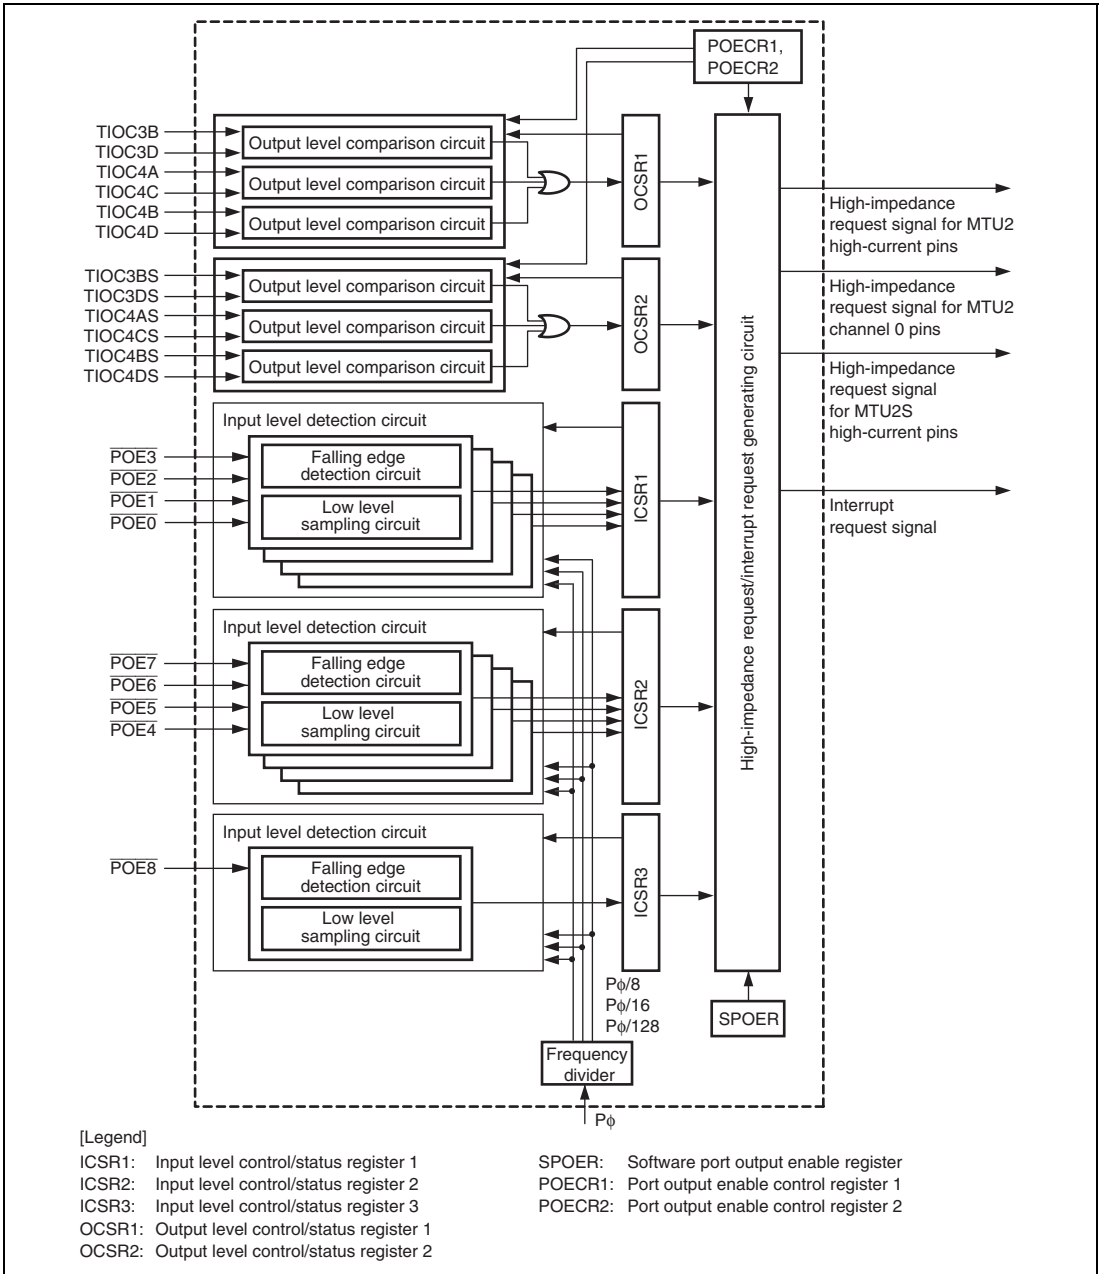 POECR1,
POECR2
TIOC3B
TIOC3D
TIOC4A
TIOC4C
TIOC4B
TIOC4D
Output level comparison circuit
Output level comparison circuit
Output level comparison circuit
OCSR1
TIOC3BS
TIOC3DS
TIOC4AS
TIOC4CS
TIOC4BS
TIOC4DS
Output level comparison circuit
Output level comparison circuit
Output level comparison circuit
OCSR2
Input level detection circuit
POE3
POE2
POE1
POE0
Falling edge
detection circuit
Low level
sampling circuit
ICSR1
Input level detection circuit
POE7
POE6
POE5
POE4
Falling edge
detection circuit
Low level
sampling circuit
ICSR2
Input level detection circuit
POE8
Falling edge
detection circuit
Low level
sampling circuit
ICSR3
High-impedance request/interrupt request generating circuit
High-impedance
request signal for MTU2
high-current pins
High-impedance
request signal for MTU2
channel 0 pins
High-impedance
request signal
for MTU2S
high-current pins
Interrupt
request signal
Pϕ/8
Pϕ/16
Pϕ/128
SPOER
Frequency
divider
Pϕ
[Legend]
ICSR1: Input level control/status register 1
ICSR2: Input level control/status register 2
ICSR3: Input level control/status register 3
OCSR1: Output level control/status register 1
OCSR2: Output level control/status register 2
SPOER: Software port output enable register
POECR1: Port output enable control register 1
POECR2: Port output enable control register 2